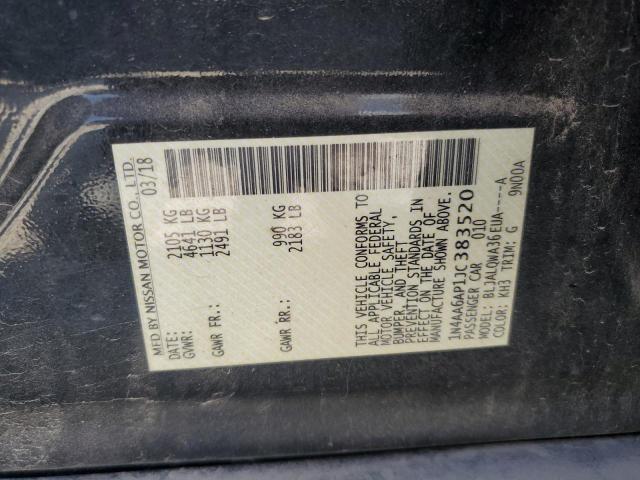 MFD BY NISSAN MOTOR CO., LTD.
DATE: 03/18
GVWR: 2105 KG
4641 LB
GAWR FR.: 1130 KG
2491 LB
GAWR RR.: 990 KG
2183 LB
THIS VEHICLE CONFORMS TO
ALL APPLICABLE FEDERAL
MOTOR VEHICLE SAFETY,
BUMPER, AND THEFT
PREVENTION STANDARDS IN
EFFECT ON THE DATE OF
MANUFACTURE SHOWN ABOVE.
1N4AAGAP1JC383520
PASSENGER CAR 010
MODEL: BLJALQWA36EUA----A
COLOR: KH3 TRIM: G 9N00A